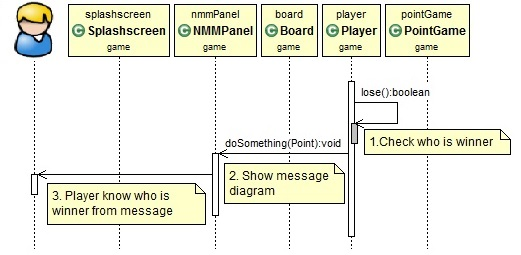 splashscreen
Splashscreen
game
nmmPanel
NMMPanel
game
board
Board
game
player
Player
game
pointGame
PointGame
game
lose():boolean
1.Check who is winner
doSomething(Point):void
2. Show message
diagram
3. Player know who is
winner from message